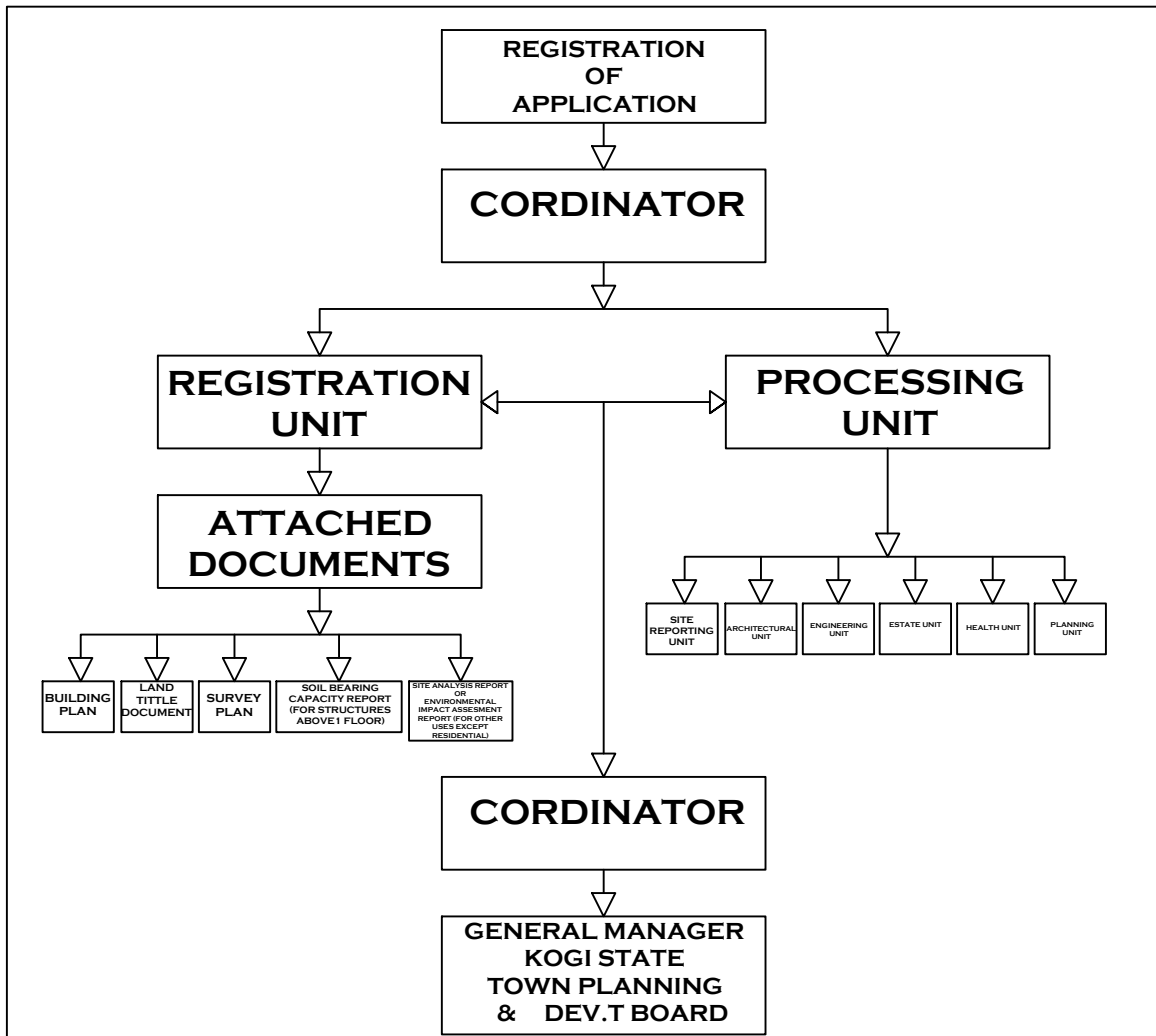 REGISTRATION
OF
APPLICATION
CORDINATOR
REGISTRATION
UNIT
PROCESSING
UNIT
ATTACHED
DOCUMENTS
BUILDING
PLAN
LAND
TITTLE
DOCUMENT
SURVEY
PLAN
SOIL BEARING
CAPACITY REPORT
(FOR STRUCTURES
ABOVE1 FLOOR)
SITE ANALYSIS REPORT
OR
ENVIRONMENTAL
IMPACT ASSESMENT
REPORT (FOR OTHER
USES EXCEPT
RESIDENTIAL)
SITE
REPORTING
UNIT
ARCHITECTURAL
UNIT
ENGINEERING
UNIT
ESTATE UNIT
HEALTH UNIT
PLANNING
UNIT
CORDINATOR
GENERAL MANAGER
KOGI STATE
TOWN PLANNING
& DEV.T BOARD